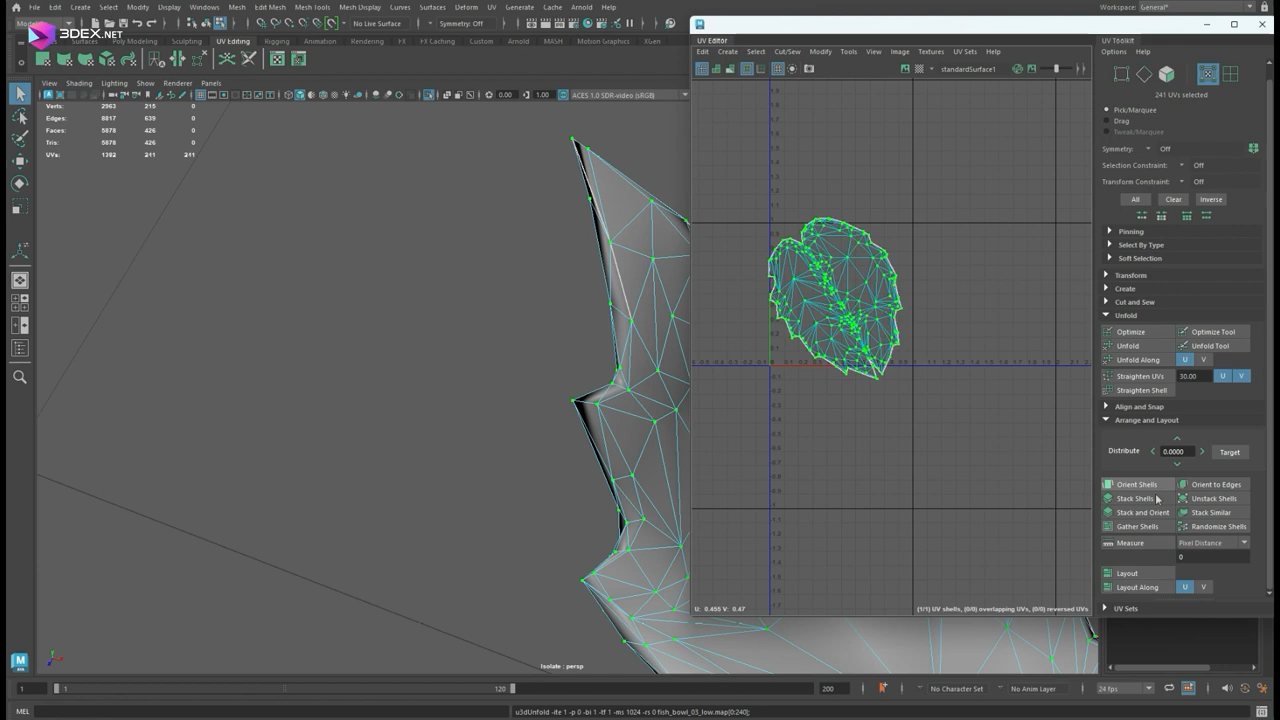 File Edit Create Select Modify Display Windows Mesh Edit Mesh Mesh Tools Mesh Display Curves Surfaces Deform UV Generate Cache Arnold Help
Workspace: General*
3DEX.NET
No Live Surface
Symmetry: Off
Sculpting UV Editing Rigging Animation Rendering FX FX Caching Custom Arnold MASH Motion Graphics XGen
View Shading Lighting Show Renderer Panels
0.00 1.00 ACES 1.0 SDR-video (sRGB)
Verts: 2963 215 0
Edges: 8817 639 0
Faces: 5878 426 0
Tris: 5878 426 0
UVs: 1382 241 241
UV Editor
Edit Create Select Cut/Sew Modify Tools View Image Textures UV Sets Help
standardSurface1
U: 0.455 V: 0.47
(1/1) UV shells, (0/0) overlapping UVs, (0/0) reversed UVs
UV Toolkit
Options Help
241 UVs selected
Pick/Marquee
Drag
Tweak/Marquee
Symmetry: Off
Selection Constraint: Off
Transform Constraint: Off
All Clear Inverse
Pinning
Select By Type
Soft Selection
Transform
Create
Cut and Sew
Unfold
Optimize Optimize Tool
Unfold Unfold Tool
Unfold Along U V
Straighten UVs 30.00 U V
Straighten Shell
Align and Snap
Arrange and Layout
Distribute 0.0000 Target
Orient Shells Orient to Edges
Stack Shells Unstack Shells
Stack and Orient Stack Similar
Gather Shells Randomize Shells
Measure Pixel Distance
0
Layout
Layout Along U V
UV Sets
Isolate : persp
1 1 120 200 No Character Set No Anim Layer 24 fps
MEL u3dUnfold -ite 1 -p 0 -bi 1 -tf 1 -ms 1024 -rs 0 fish_bowl_03_low.map[0:240];